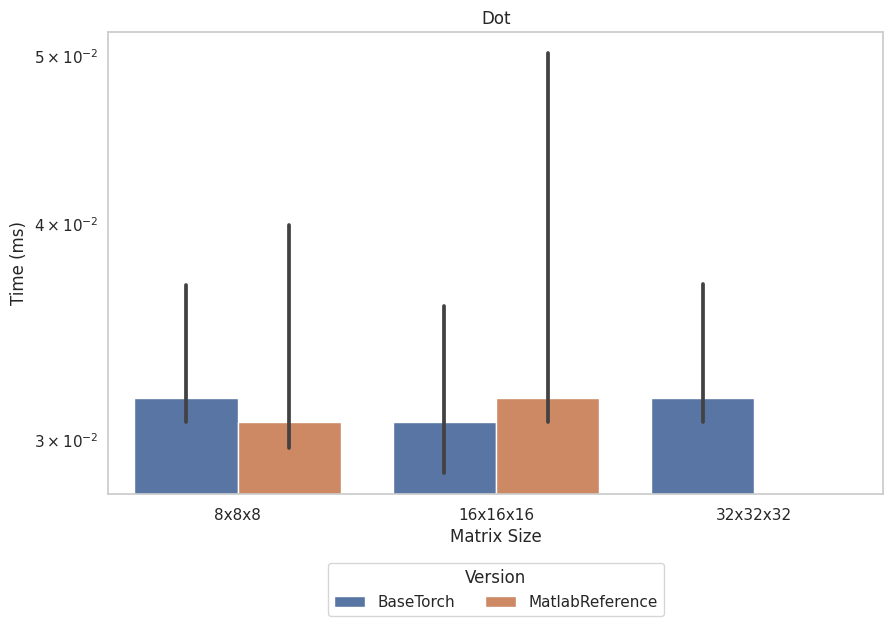 Dot
5 × 10⁻²
4 × 10⁻²
3 × 10⁻²
Time (ms)
8x8x8 16x16x16 32x32x32
Matrix Size
Version
BaseTorch MatlabReference